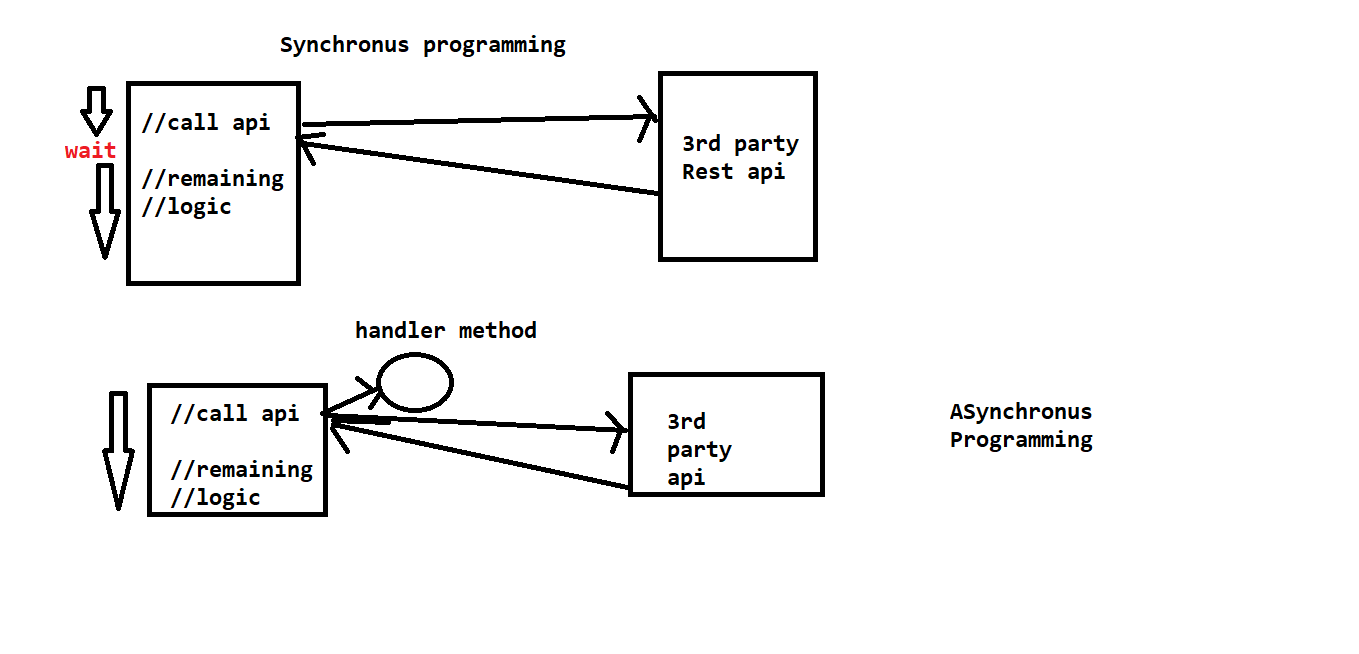 Synchronus programming
//call api
wait
//remaining
//logic
3rd party
Rest api
handler method
//call api
//remaining
//logic
3rd
party
api
ASynchronus
Programming